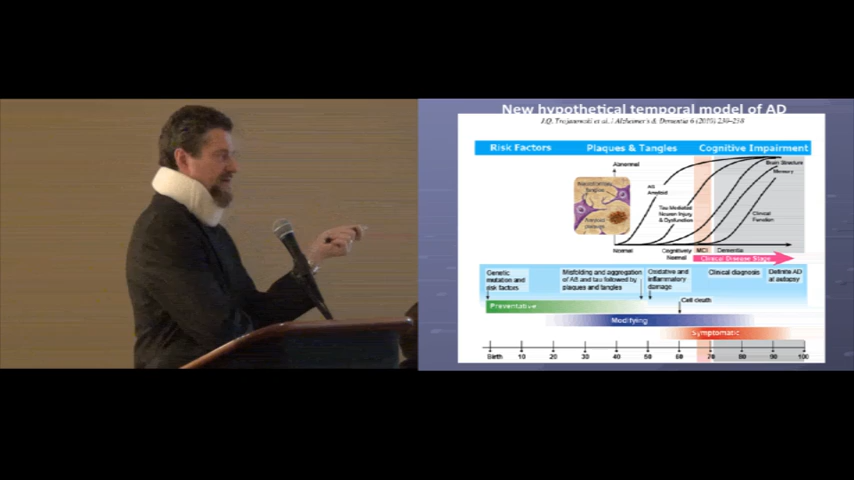 New hypothetical temporal model of AD
J.Q. Trojanowski et al. / Alzheimer's & Dementia 6 (2010) 230–238
Risk Factors Plaques & Tangles Cognitive Impairment
Abnormal
Brain Structure
Memory
Neurofibrillary
tangles
Aβ
Amyloid
Tau Mediated
Neuron Injury
& Dysfunction
Amyloid
plaques
Clinical
Function
Normal Cognitively
Normal
MCI Dementia
Clinical Disease Stage
Genetic
mutation and
risk factors
Misfolding and aggregation
of Aβ and tau followed by
plaques and tangles
Oxidative and
inflammatory
damage
Clinical diagnosis
Definite AD
at autopsy
Cell death
Preventative
Modifying
Symptomatic
Birth 10 20 30 40 50 60 70 80 90 100